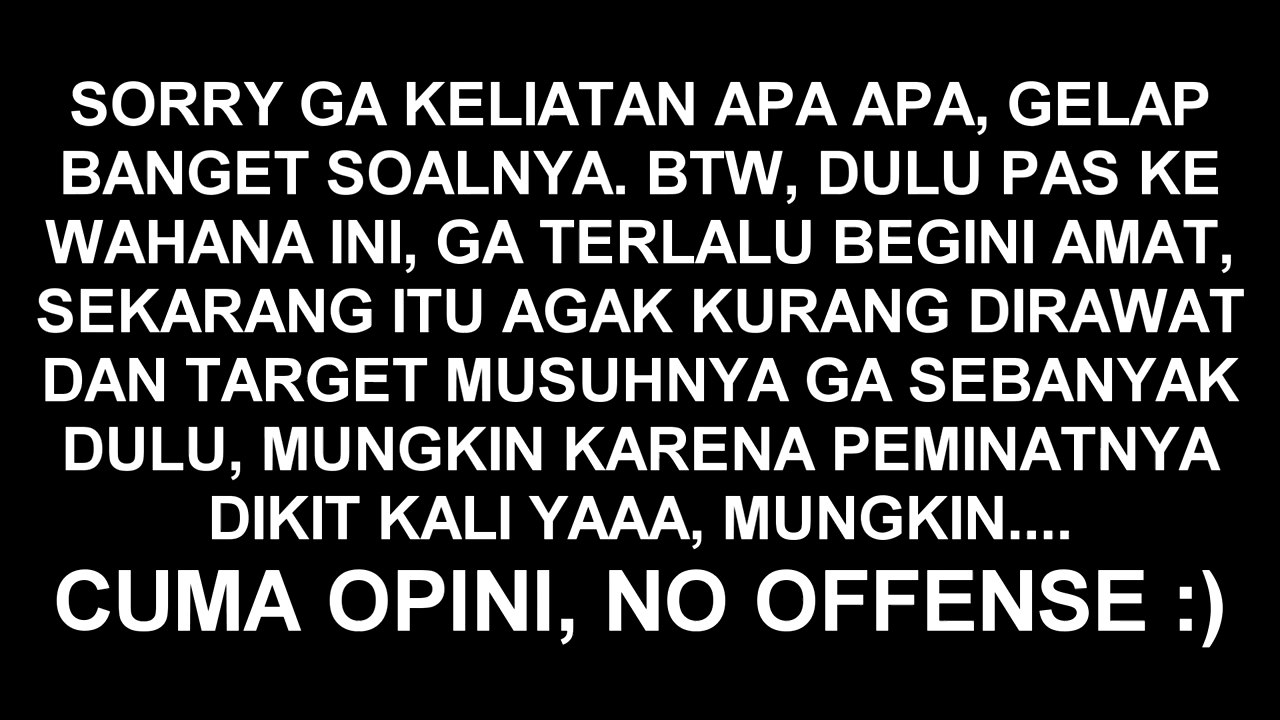 SORRY GA KELIATAN APA APA, GELAP
BANGET SOALNYA. BTW, DULU PAS KE
WAHANA INI, GA TERLALU BEGINI AMAT,
SEKARANG ITU AGAK KURANG DIRAWAT
DAN TARGET MUSUHNYA GA SEBANYAK
DULU, MUNGKIN KARENA PEMINATNYA
DIKIT KALI YAAA, MUNGKIN....
CUMA OPINI, NO OFFENSE :)